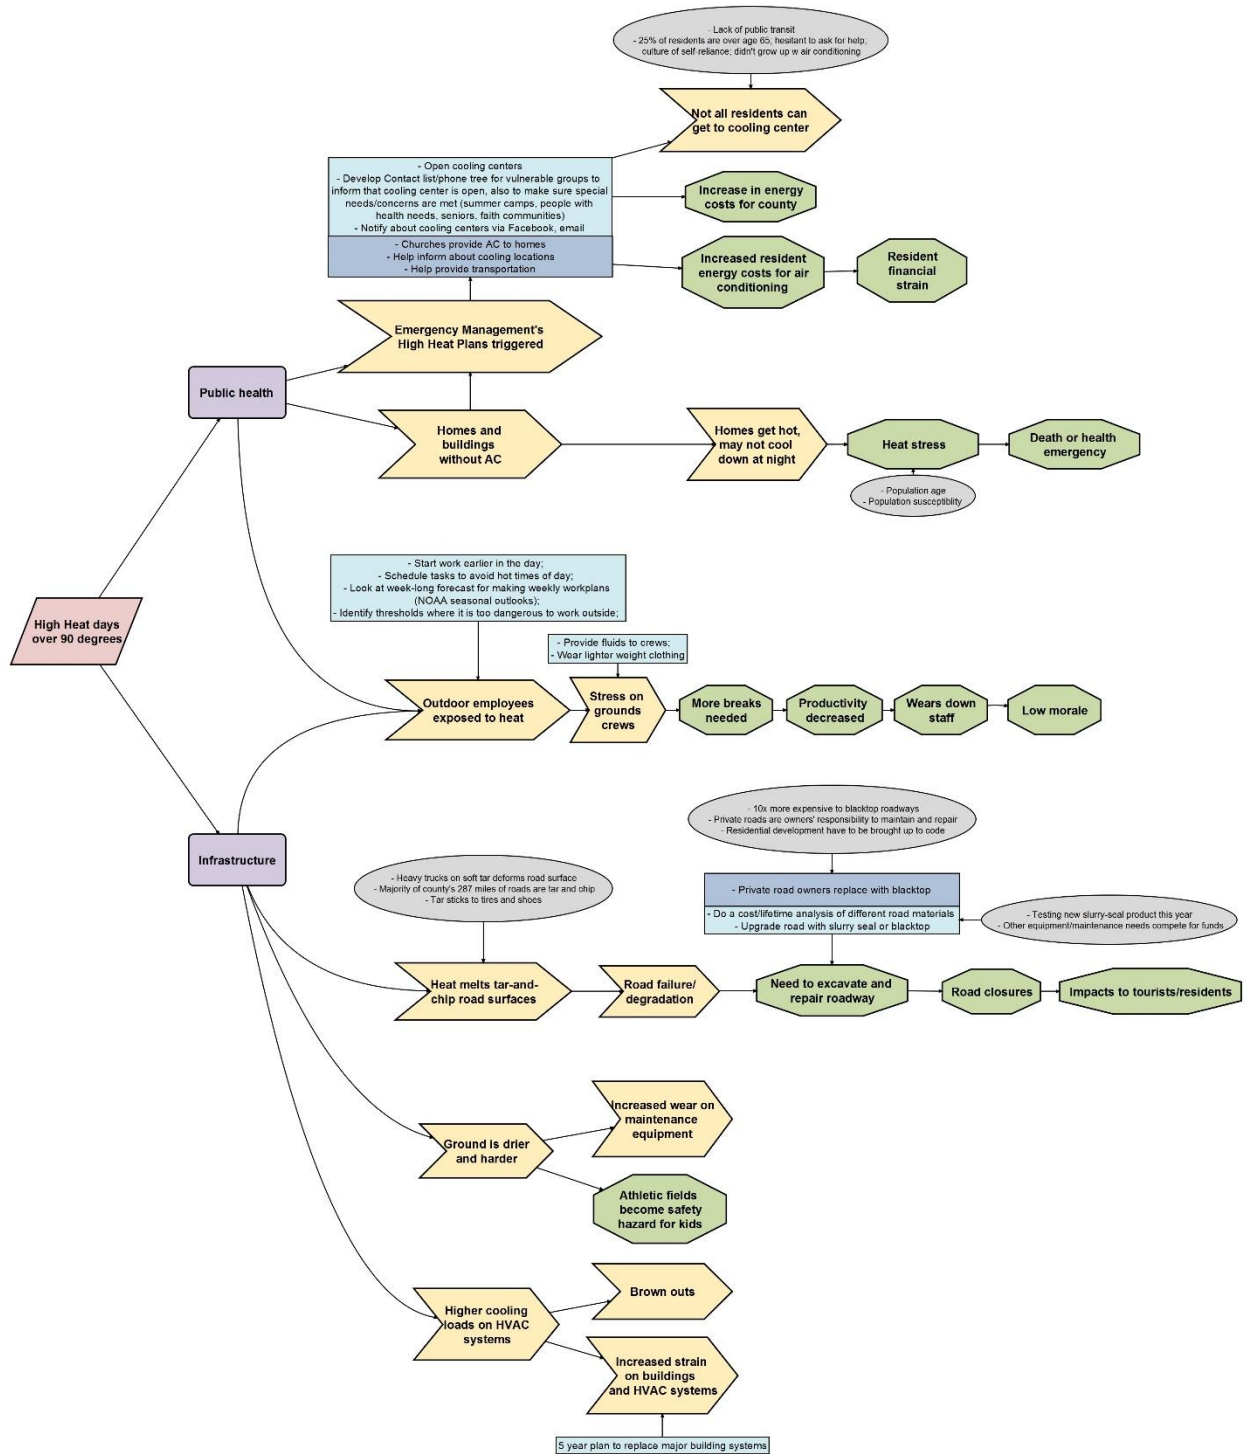 - Lack of public transit
- 25% of residents are over age 65; hesitant to ask for help;
culture of self-reliance; didn't grow up w air conditioning
Not all residents can
get to cooling center
- Open cooling centers
- Develop Contact list/phone tree for vulnerable groups to
inform that cooling center is open, also to make sure special
needs/concerns are met (summer camps, people with
health needs, seniors, faith communities)
- Notify about cooling centers via Facebook, email
- Churches provide AC to homes
- Help inform about cooling locations
- Help provide transportation
Increase in energy
costs for county
Increased resident
energy costs for air
conditioning
Resident
financial
strain
Emergency Management's
High Heat Plans triggered
Public health
Homes and
buildings
without AC
Homes get hot,
may not cool
down at night
Heat stress
Death or health
emergency
- Population age
- Population susceptiblity
High Heat days
over 90 degrees
- Start work earlier in the day;
- Schedule tasks to avoid hot times of day;
- Look at week-long forecast for making weekly workplans
(NOAA seasonal outlooks);
- Identify thresholds where it is too dangerous to work outside;
- Provide fluids to crews;
- Wear lighter weight clothing
Outdoor employees
exposed to heat
Stress on
grounds
crews
More breaks
needed
Productivity
decreased
Wears down
staff
Low morale
Infrastructure
- Heavy trucks on soft tar deforms road surface
- Majority of county's 287 miles of roads are tar and chip
- Tar sticks to tires and shoes
- 10x more expensive to blacktop roadways
- Private roads are owners' responsibility to maintain and repair
- Residential development have to be brought up to code
- Private road owners replace with blacktop
- Do a cost/lifetime analysis of different road materials
- Upgrade road with slurry seal or blacktop
- Testing new slurry-seal product this year
- Other equipment/maintenance needs compete for funds
Heat melts tar-and-
chip road surfaces
Road failure/
degradation
Need to excavate and
repair roadway
Road closures
Impacts to tourists/residents
Ground is drier
and harder
Increased wear on
maintenance
equipment
Athletic fields
become safety
hazard for kids
Higher cooling
loads on HVAC
systems
Brown outs
Increased strain
on buildings
and HVAC systems
5 year plan to replace major building systems